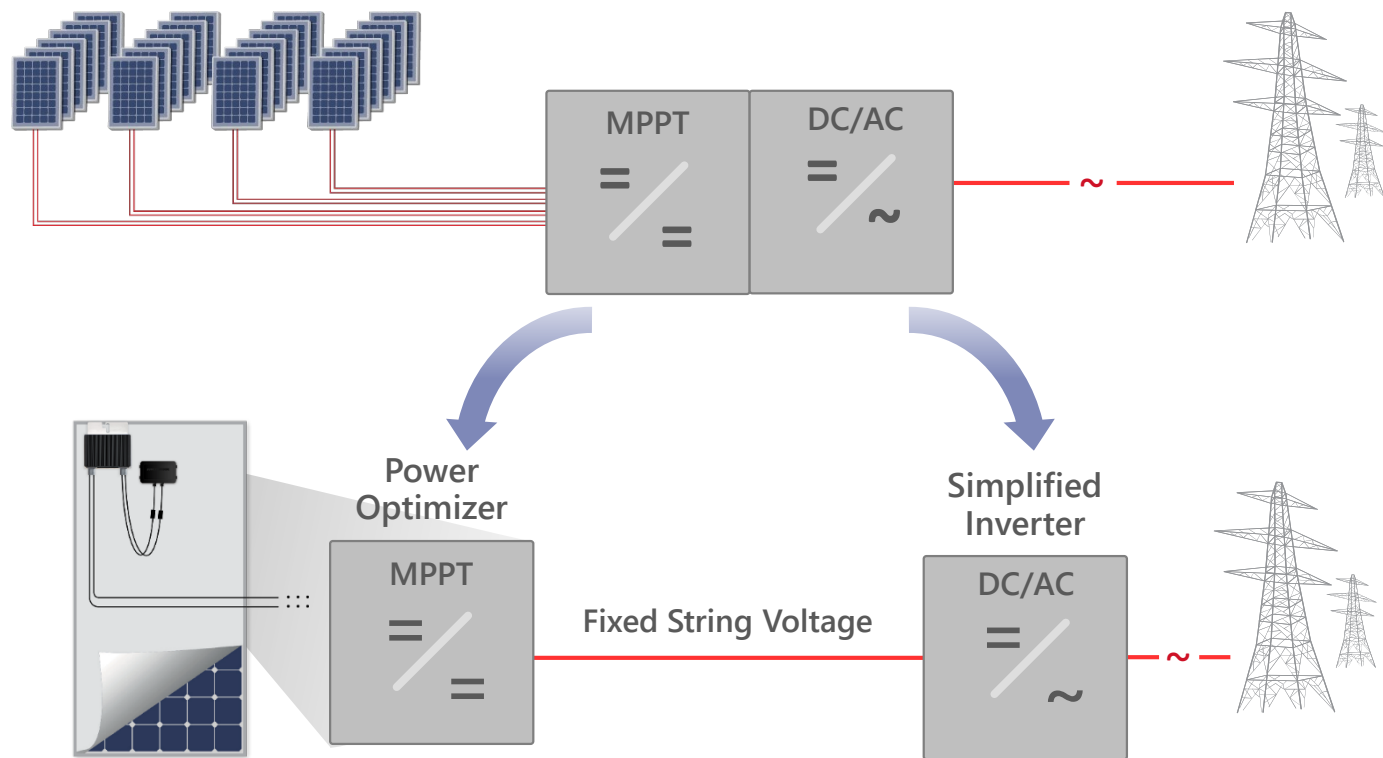 MPPT
DC/AC
=
=
=
~
~
Power
Optimizer
Simplified
Inverter
MPPT
DC/AC
Fixed String Voltage
=
=
=
~
~